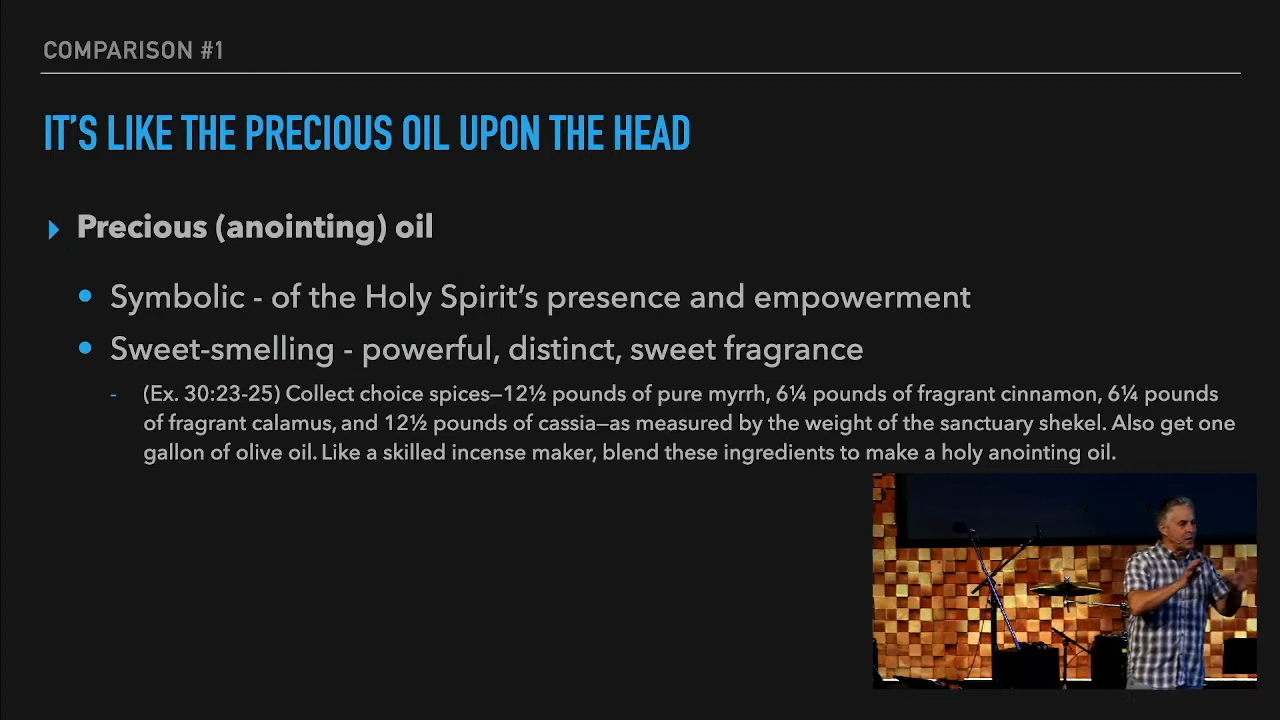 COMPARISON #1
IT'S LIKE THE PRECIOUS OIL UPON THE HEAD
Precious (anointing) oil
Symbolic - of the Holy Spirit's presence and empowerment
Sweet-smelling - powerful, distinct, sweet fragrance
- (Ex. 30:23-25) Collect choice spices—12½ pounds of pure myrrh, 6¼ pounds of fragrant cinnamon, 6¼ pounds
of fragrant calamus, and 12½ pounds of cassia—as measured by the weight of the sanctuary shekel. Also get one
gallon of olive oil. Like a skilled incense maker, blend these ingredients to make a holy anointing oil.